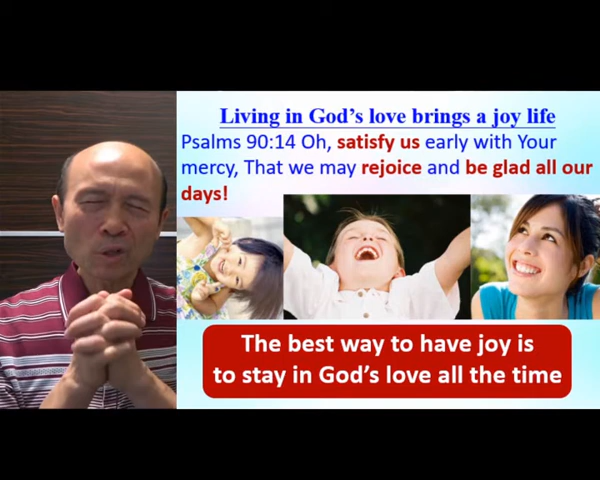 Living in God's love brings a joy life
Psalms 90:14 Oh, satisfy us early with Your
mercy, That we may rejoice and be glad all our
days!
The best way to have joy is
to stay in God's love all the time